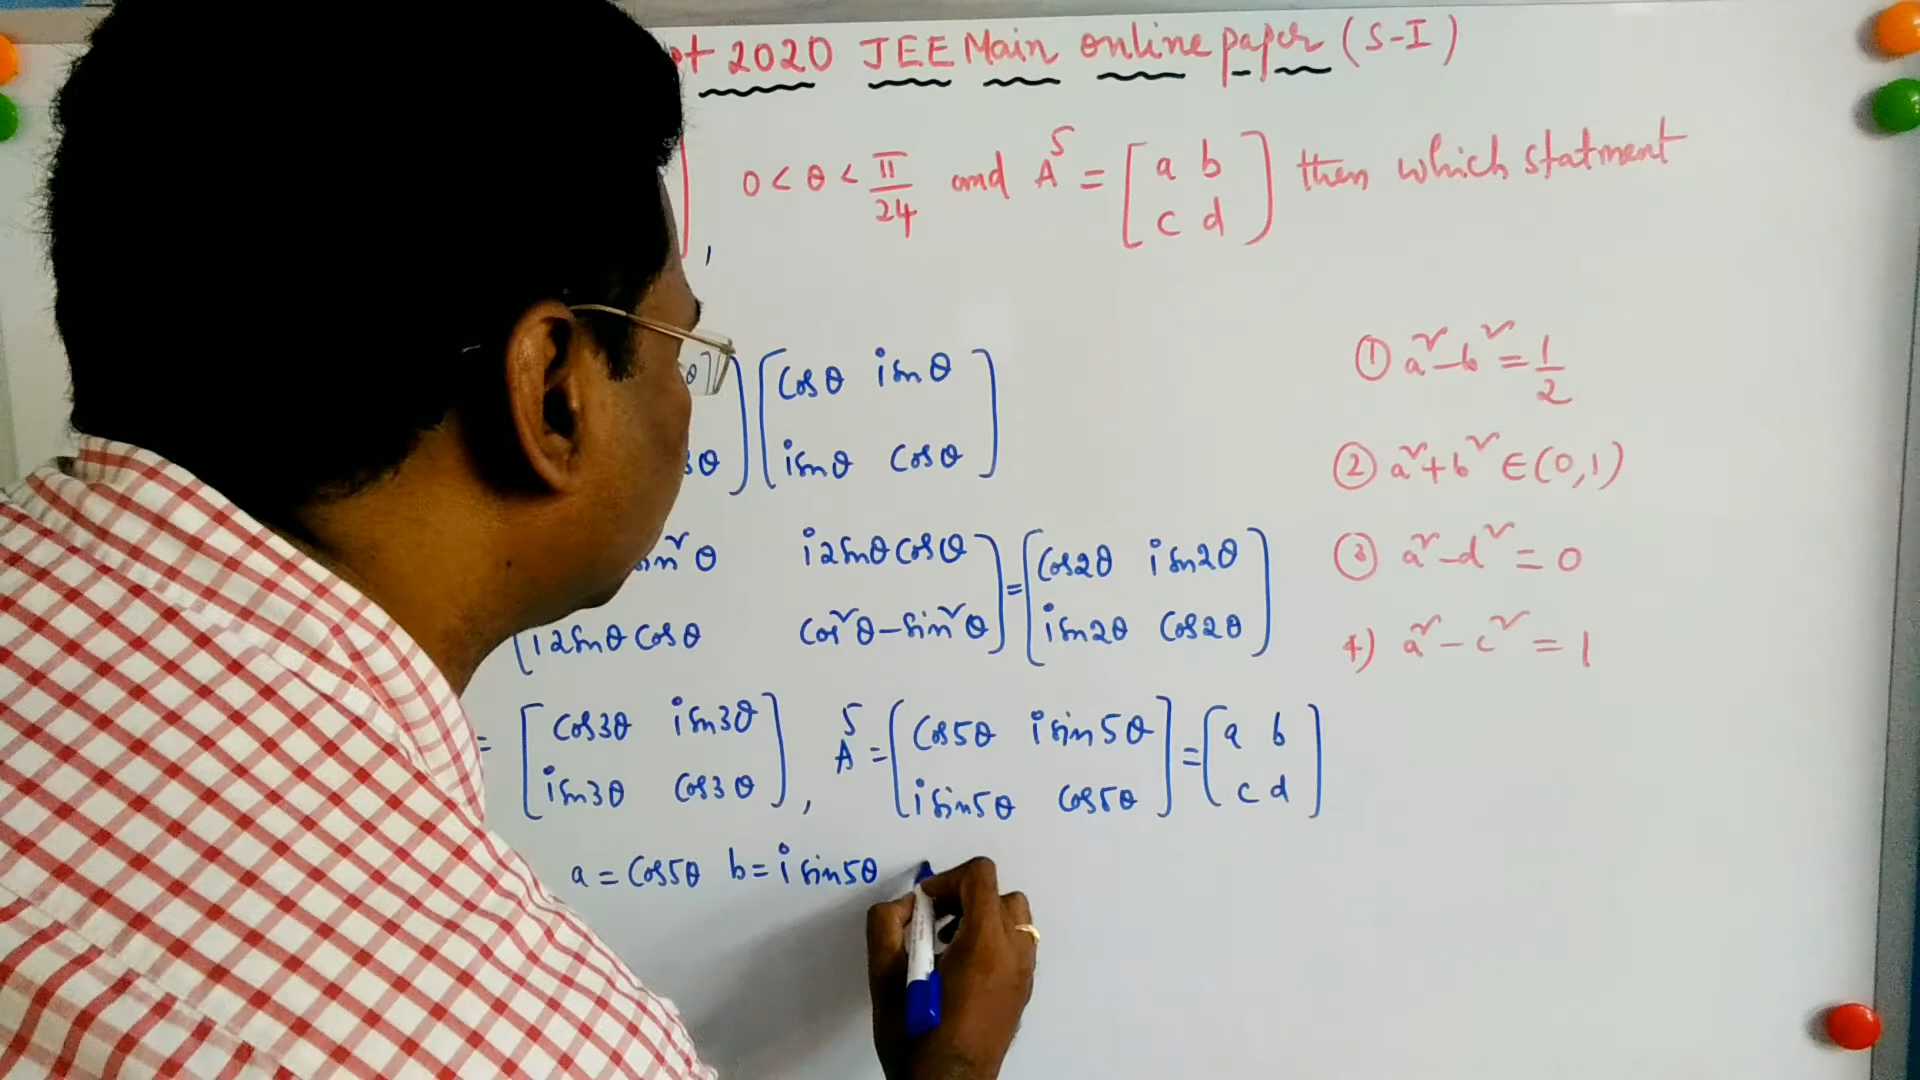 2020 JEE Main online paper (S-I)
, 0 < θ < π/24 and A⁵ = [a b; c d] then which statment
[cosθ isinθ; isinθ cosθ]
① a² - b² = 1/2
② a² + b² ∈ (0,1)
③ a² - d² = 0
4) a² - c² = 1
sin²θ i2sinθcosθ = [cos2θ isin2θ
i2sinθcosθ cos²θ - sin²θ] isin2θ cos2θ]
= [cos3θ isin3θ; isin3θ cos3θ], A⁵ = [cos5θ isin5θ; isin5θ cos5θ] = [a b; c d]
a = cos5θ b = isin5θ